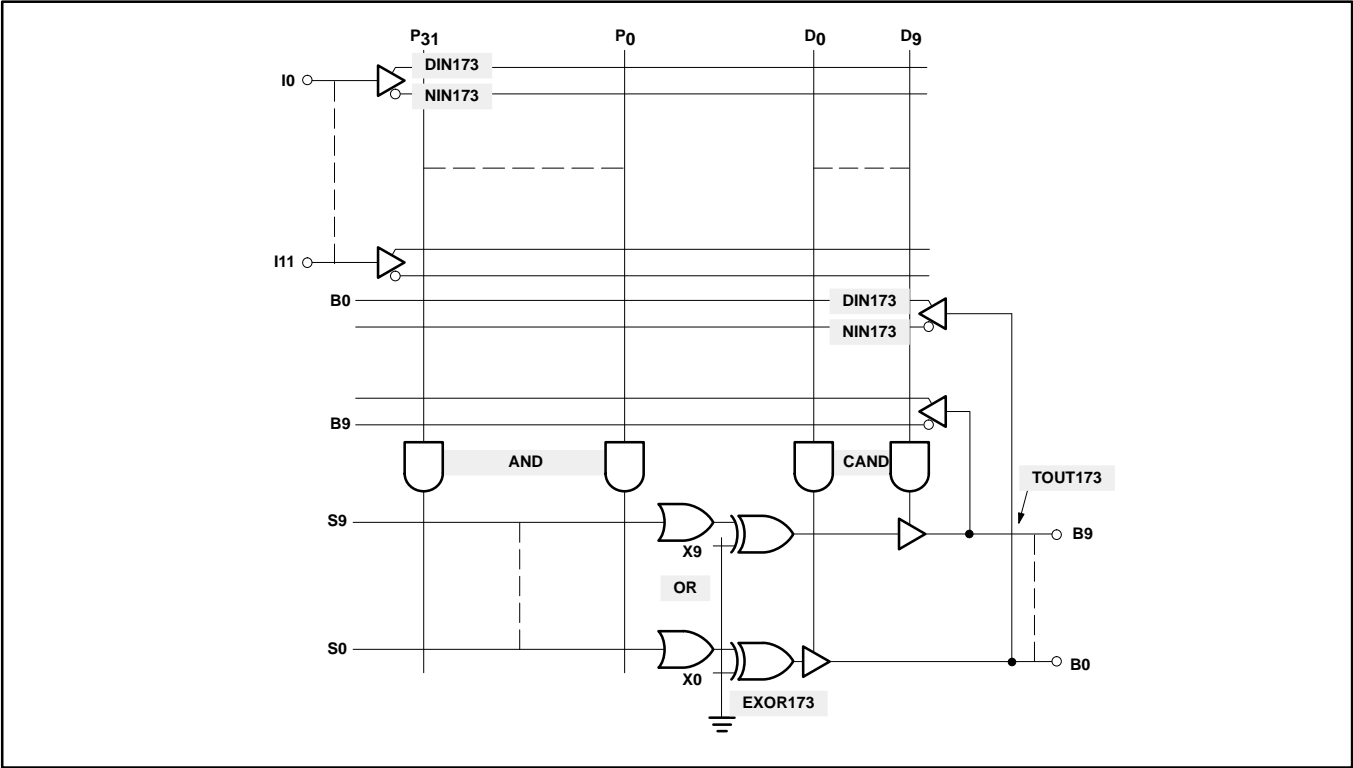 P31 P0 D0 D9
DIN173
I0
NIN173
I11
B0 DIN173
NIN173
B9
AND CAND
TOUT173
S9
B9
X9
OR
S0
B0
X0
EXOR173